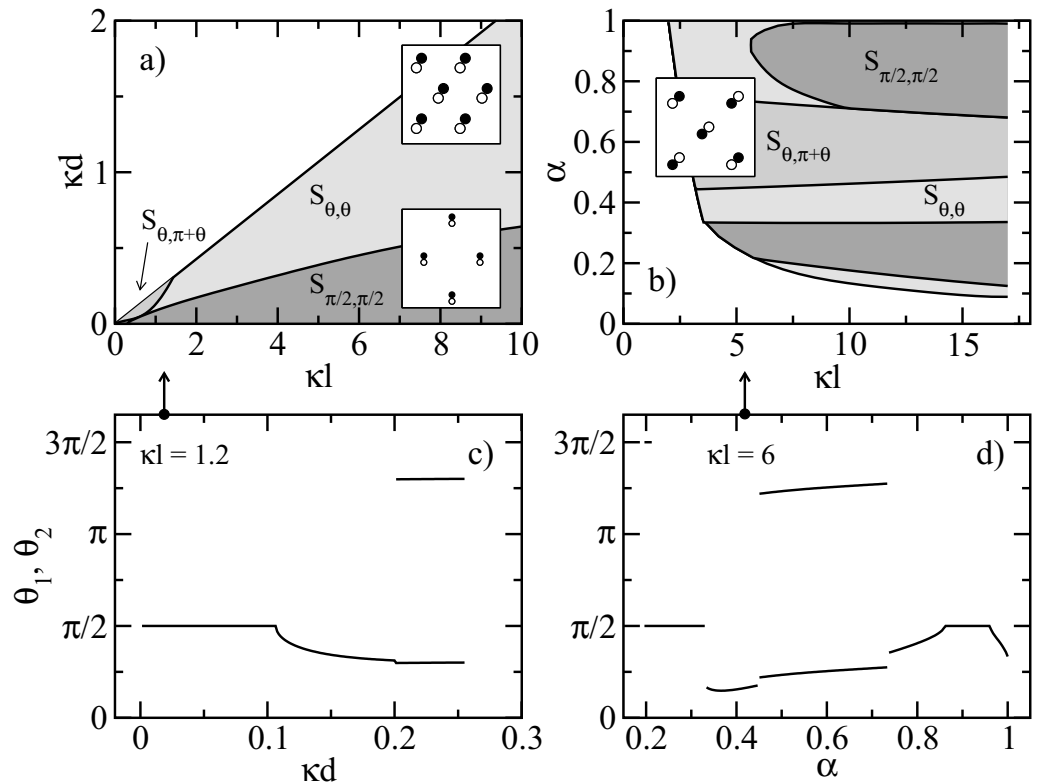 a)
κd
2
1
0
S_{θ,π+θ}
S_{θ,θ}
S_{π/2,π/2}
0 2 4 6 8 10
κl
b)
α
1
0.8
0.6
0.4
0.2
0
S_{π/2,π/2}
S_{θ,π+θ}
S_{θ,θ}
0 5 10 15
κl
c)
κl = 1.2
θ_1, θ_2
3π/2
π
π/2
0
0 0.1 0.2 0.3
κd
d)
κl = 6
3π/2
π
π/2
0
0.2 0.4 0.6 0.8 1
α